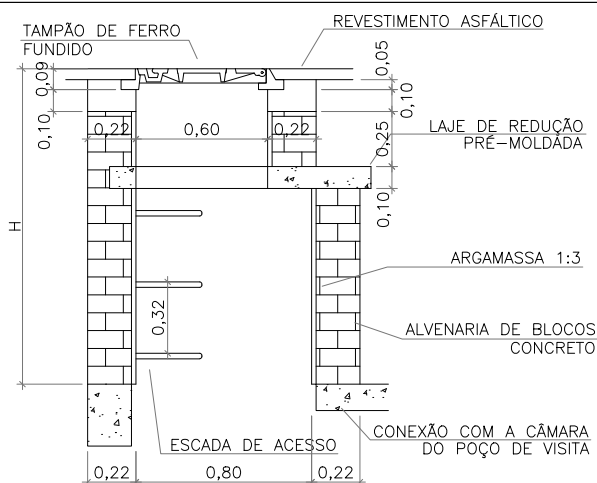 REVESTIMENTO ASFÁLTICO
TAMPÃO DE FERRO
FUNDIDO
0,09
0,05
0,10
0,10
0,22
0,60
0,22
0,25
LAJE DE REDUÇÃO
PRÉ-MOLDADA
0,10
H
ARGAMASSA 1:3
0,32
ALVENARIA DE BLOCOS
CONCRETO
ESCADA DE ACESSO
CONEXÃO COM A CÂMARA
DO POÇO DE VISITA
0,22
0,80
0,22